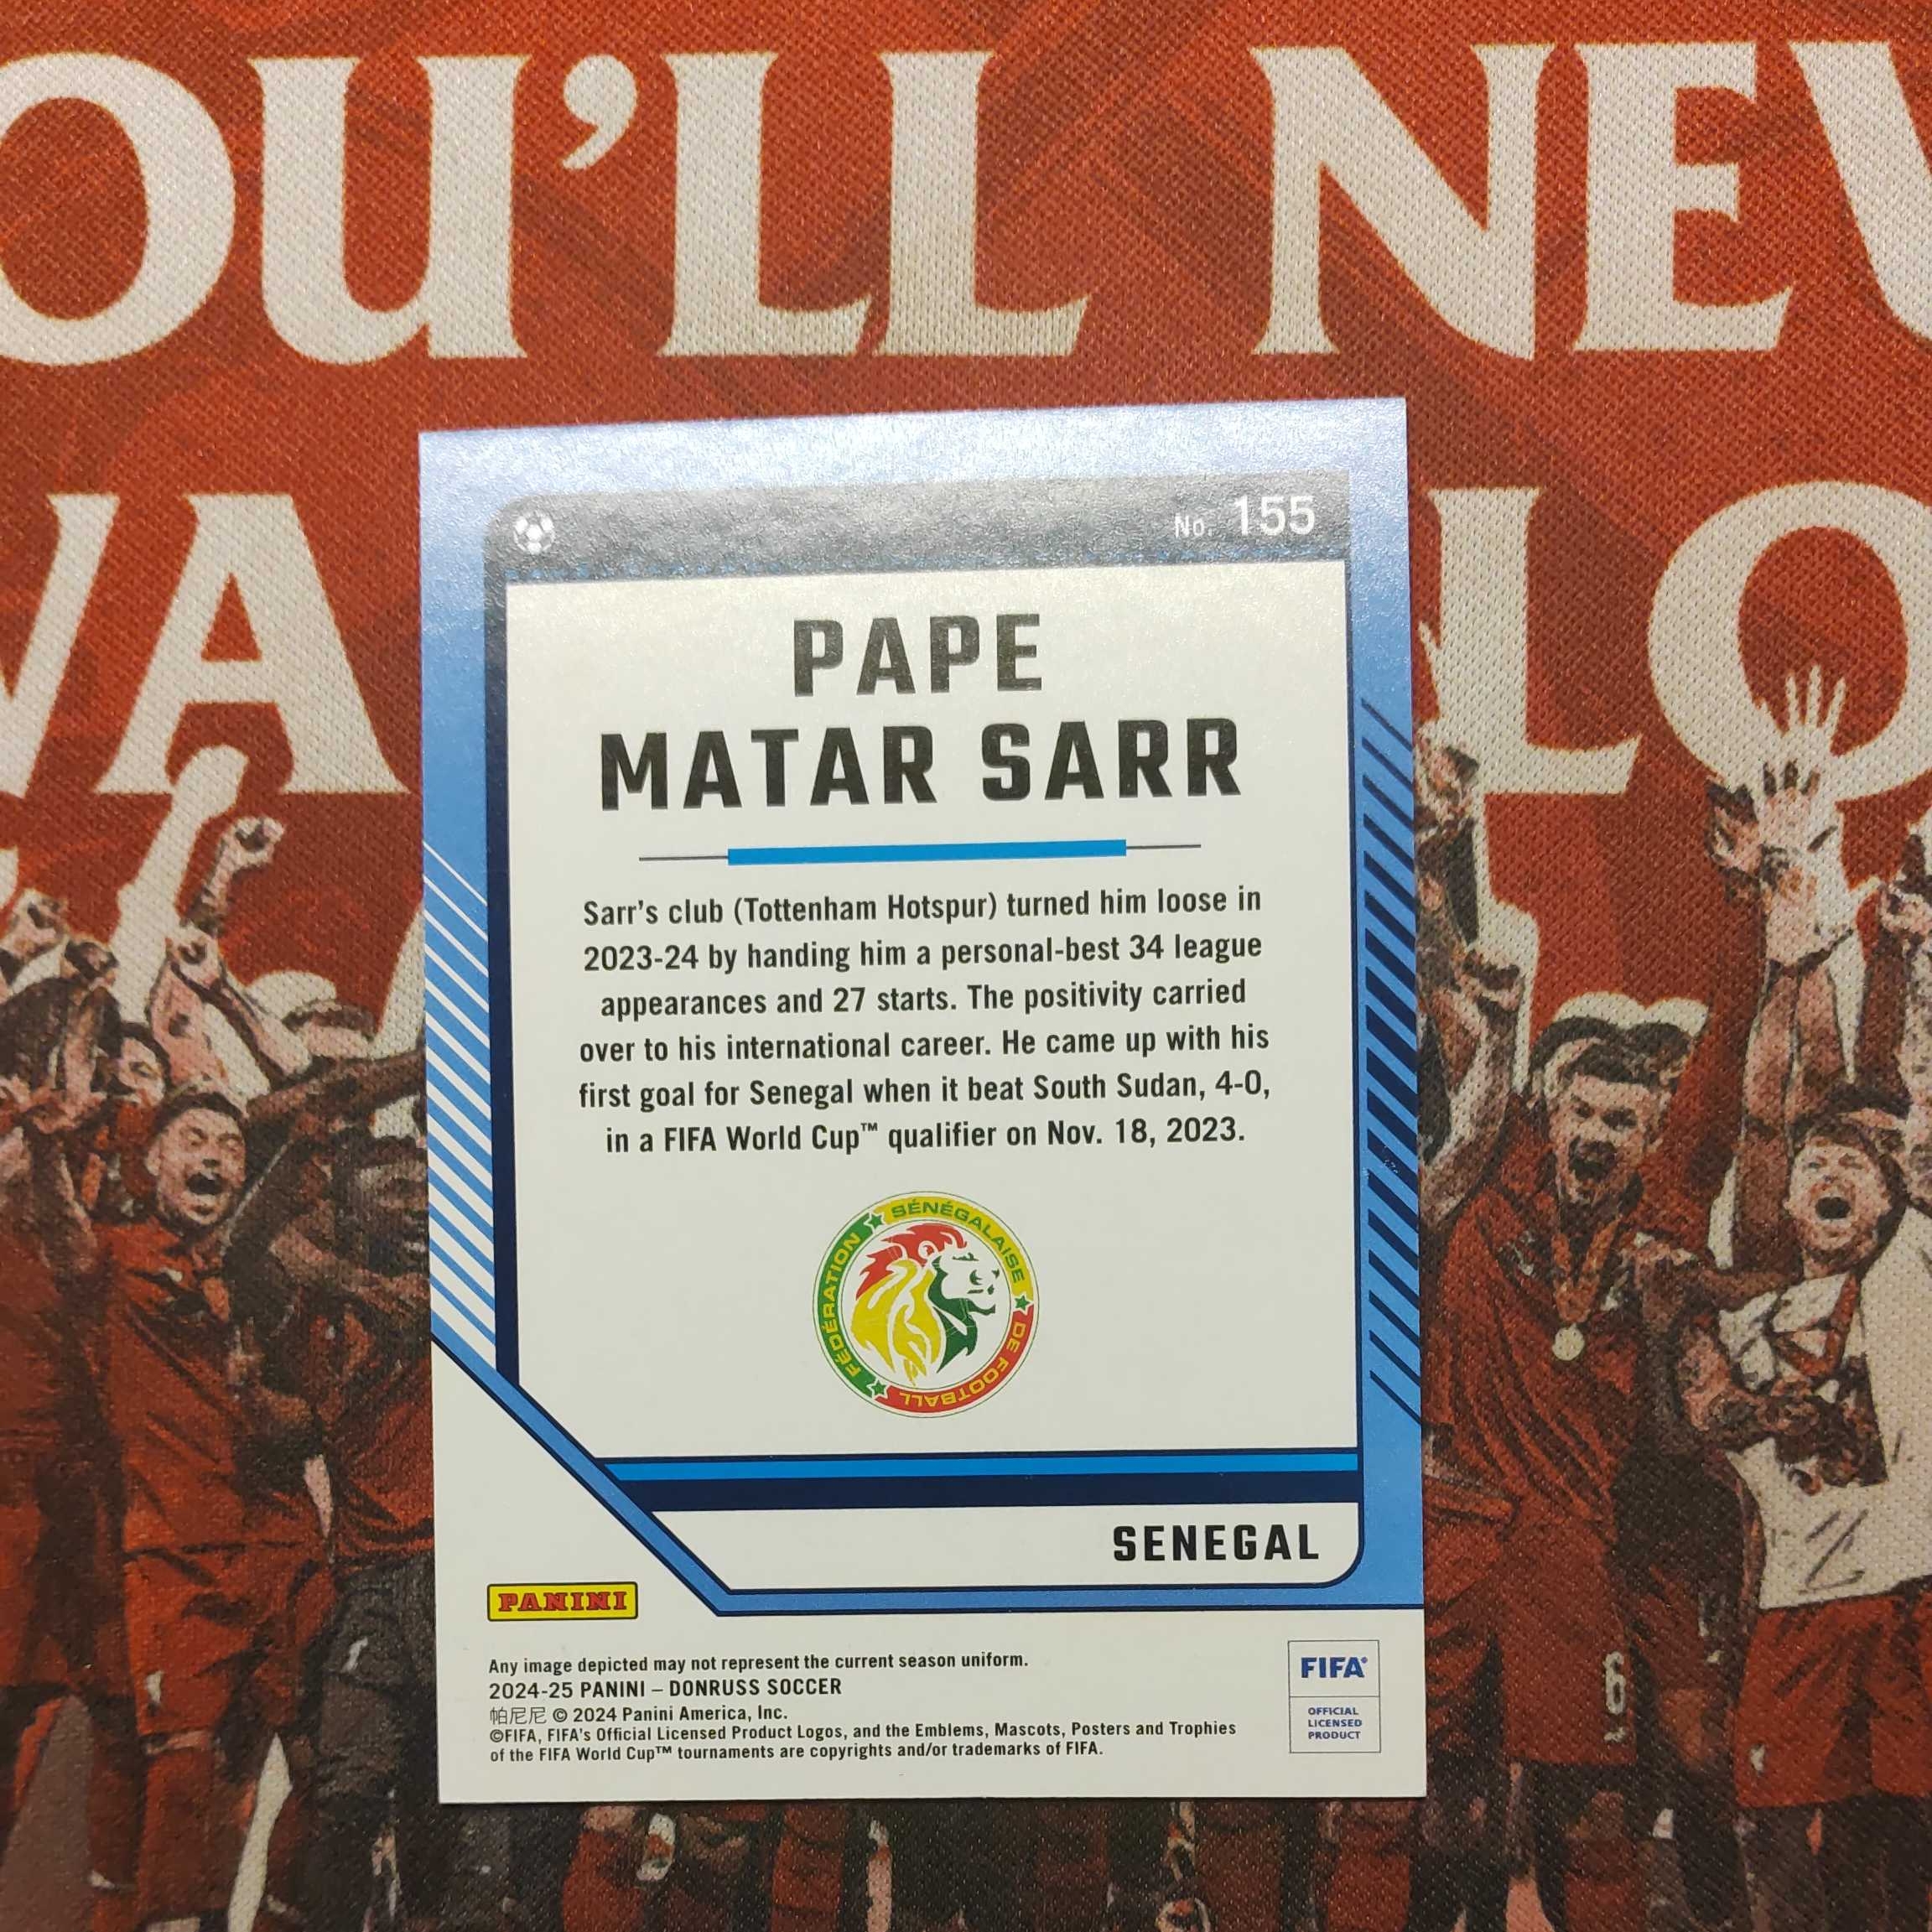 OU'LL NEV
WA
LO
No. 155
PAPE
MATAR SARR
Sarr's club (Tottenham Hotspur) turned him loose in
2023-24 by handing him a personal-best 34 league
appearances and 27 starts. The positivity carried
over to his international career. He came up with his
first goal for Senegal when it beat South Sudan, 4-0,
in a FIFA World Cup™ qualifier on Nov. 18, 2023.
FÉDÉRATION SÉNÉGALAISE DE FOOTBALL
SENEGAL
PANINI
Any image depicted may not represent the current season uniform.
2024-25 PANINI – DONRUSS SOCCER
帕尼尼 © 2024 Panini America, Inc.
©FIFA, FIFA's Official Licensed Product Logos, and the Emblems, Mascots, Posters and Trophies
of the FIFA World Cup™ tournaments are copyrights and/or trademarks of FIFA.
FIFA®
OFFICIAL
LICENSED
PRODUCT
6